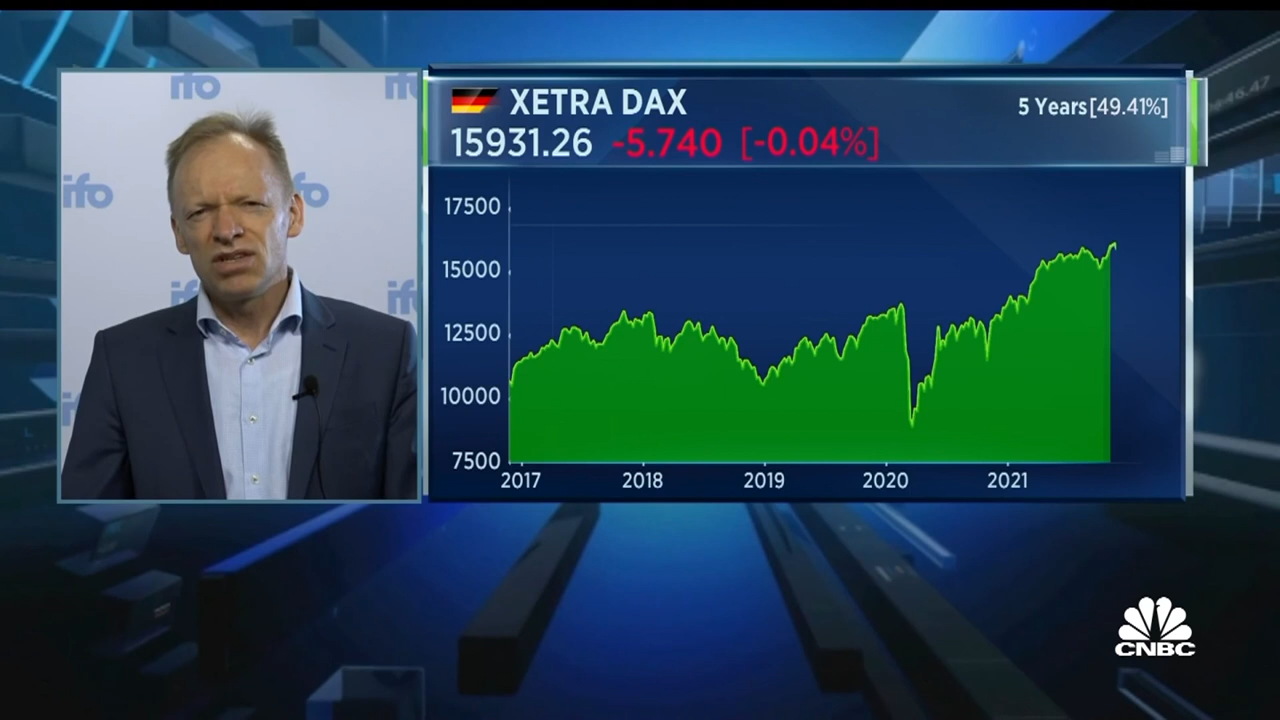 ifo
ifo
ifo
ifo
ifo
ifo
XETRA DAX
5 Years[49.41%]
15931.26 -5.740 [-0.04%]
17500
15000
12500
10000
7500
2017 2018 2019 2020 2021
CNBC